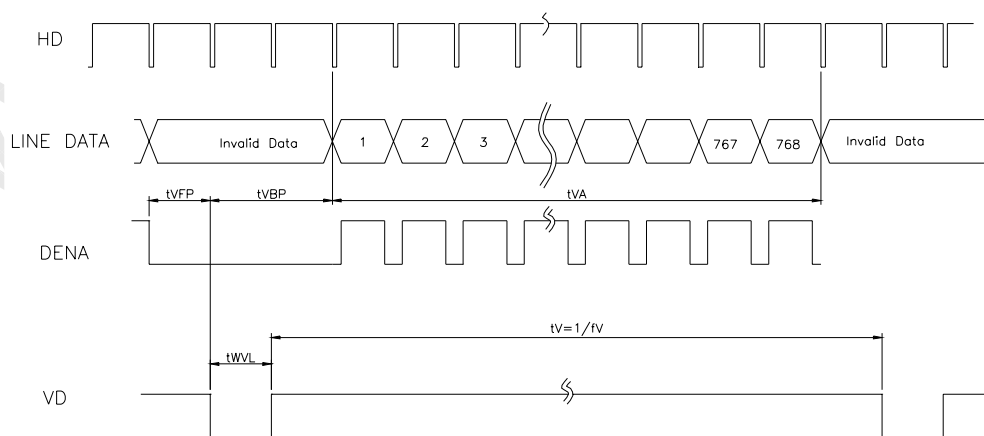 HD
LINE DATA
Invalid Data 1 2 3 767 768 Invalid Data
tVFP tVBP tVA
DENA
tV=1/fV
tWVL
VD